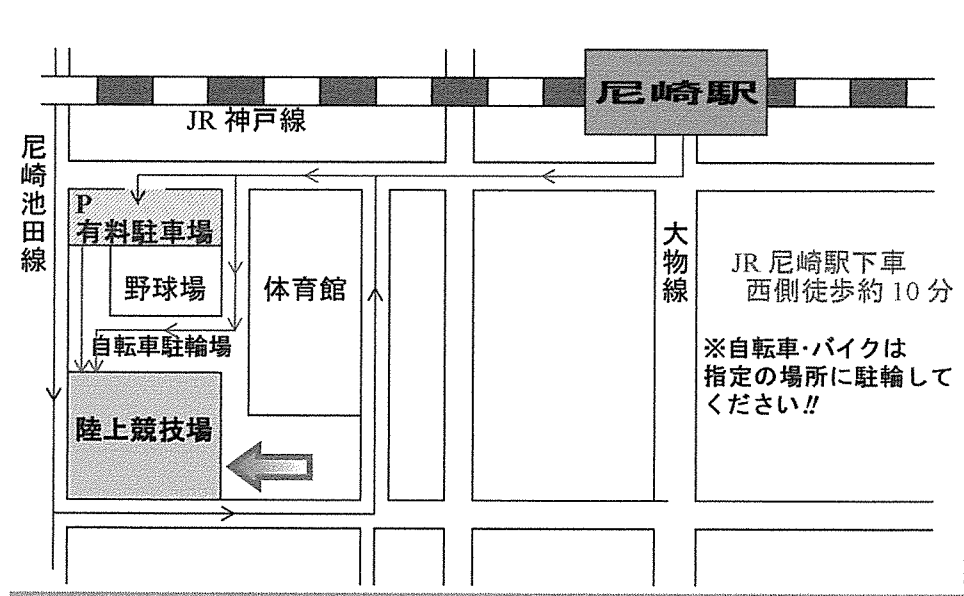 尼崎駅
JR 神戸線
尼崎池田線
P
有料駐車場
野球場
体育館
大物線
自転車駐輪場
陸上競技場
JR 尼崎駅下車
西側徒歩約 10 分
※自転車・バイクは
指定の場所に駐輪して
ください!!